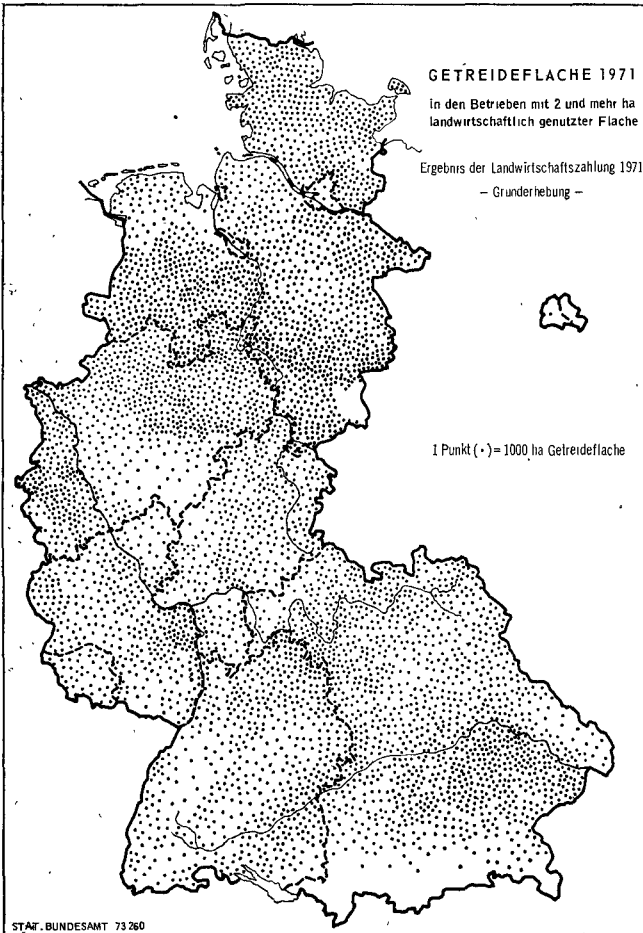 GETREIDEFLACHE 1971
in den Betrieben mit 2 und mehr ha
landwirtschaftlich genutzter Flache
Ergebnis der Landwirtschaftszahlung 1971
– Grunderhebung –
1 Punkt (·) = 1000 ha Getreideflache
STAT. BUNDESAMT 73 260